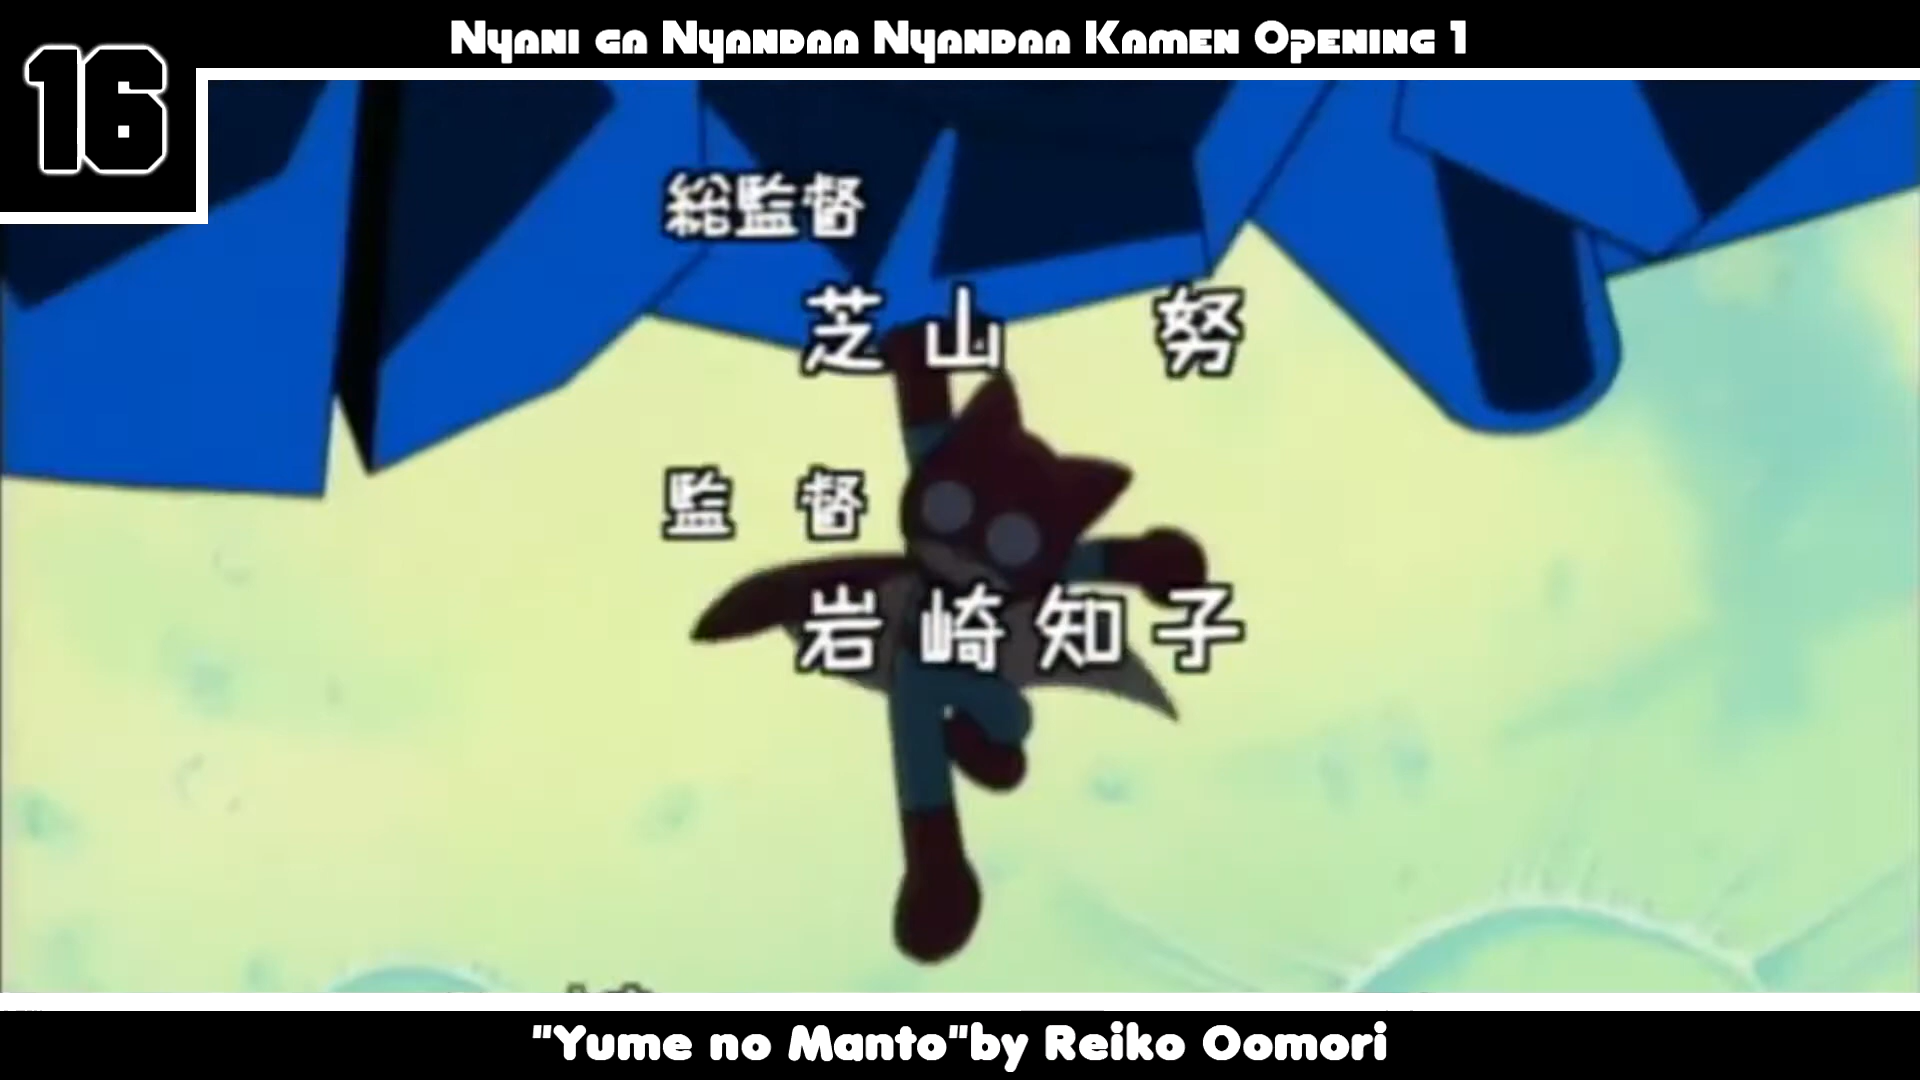 Nyani ga Nyandaa Nyandaa Kamen Opening 1
16
総監督
芝山 努
監 督
岩崎知子
"Yume no Manto"by Reiko Oomori